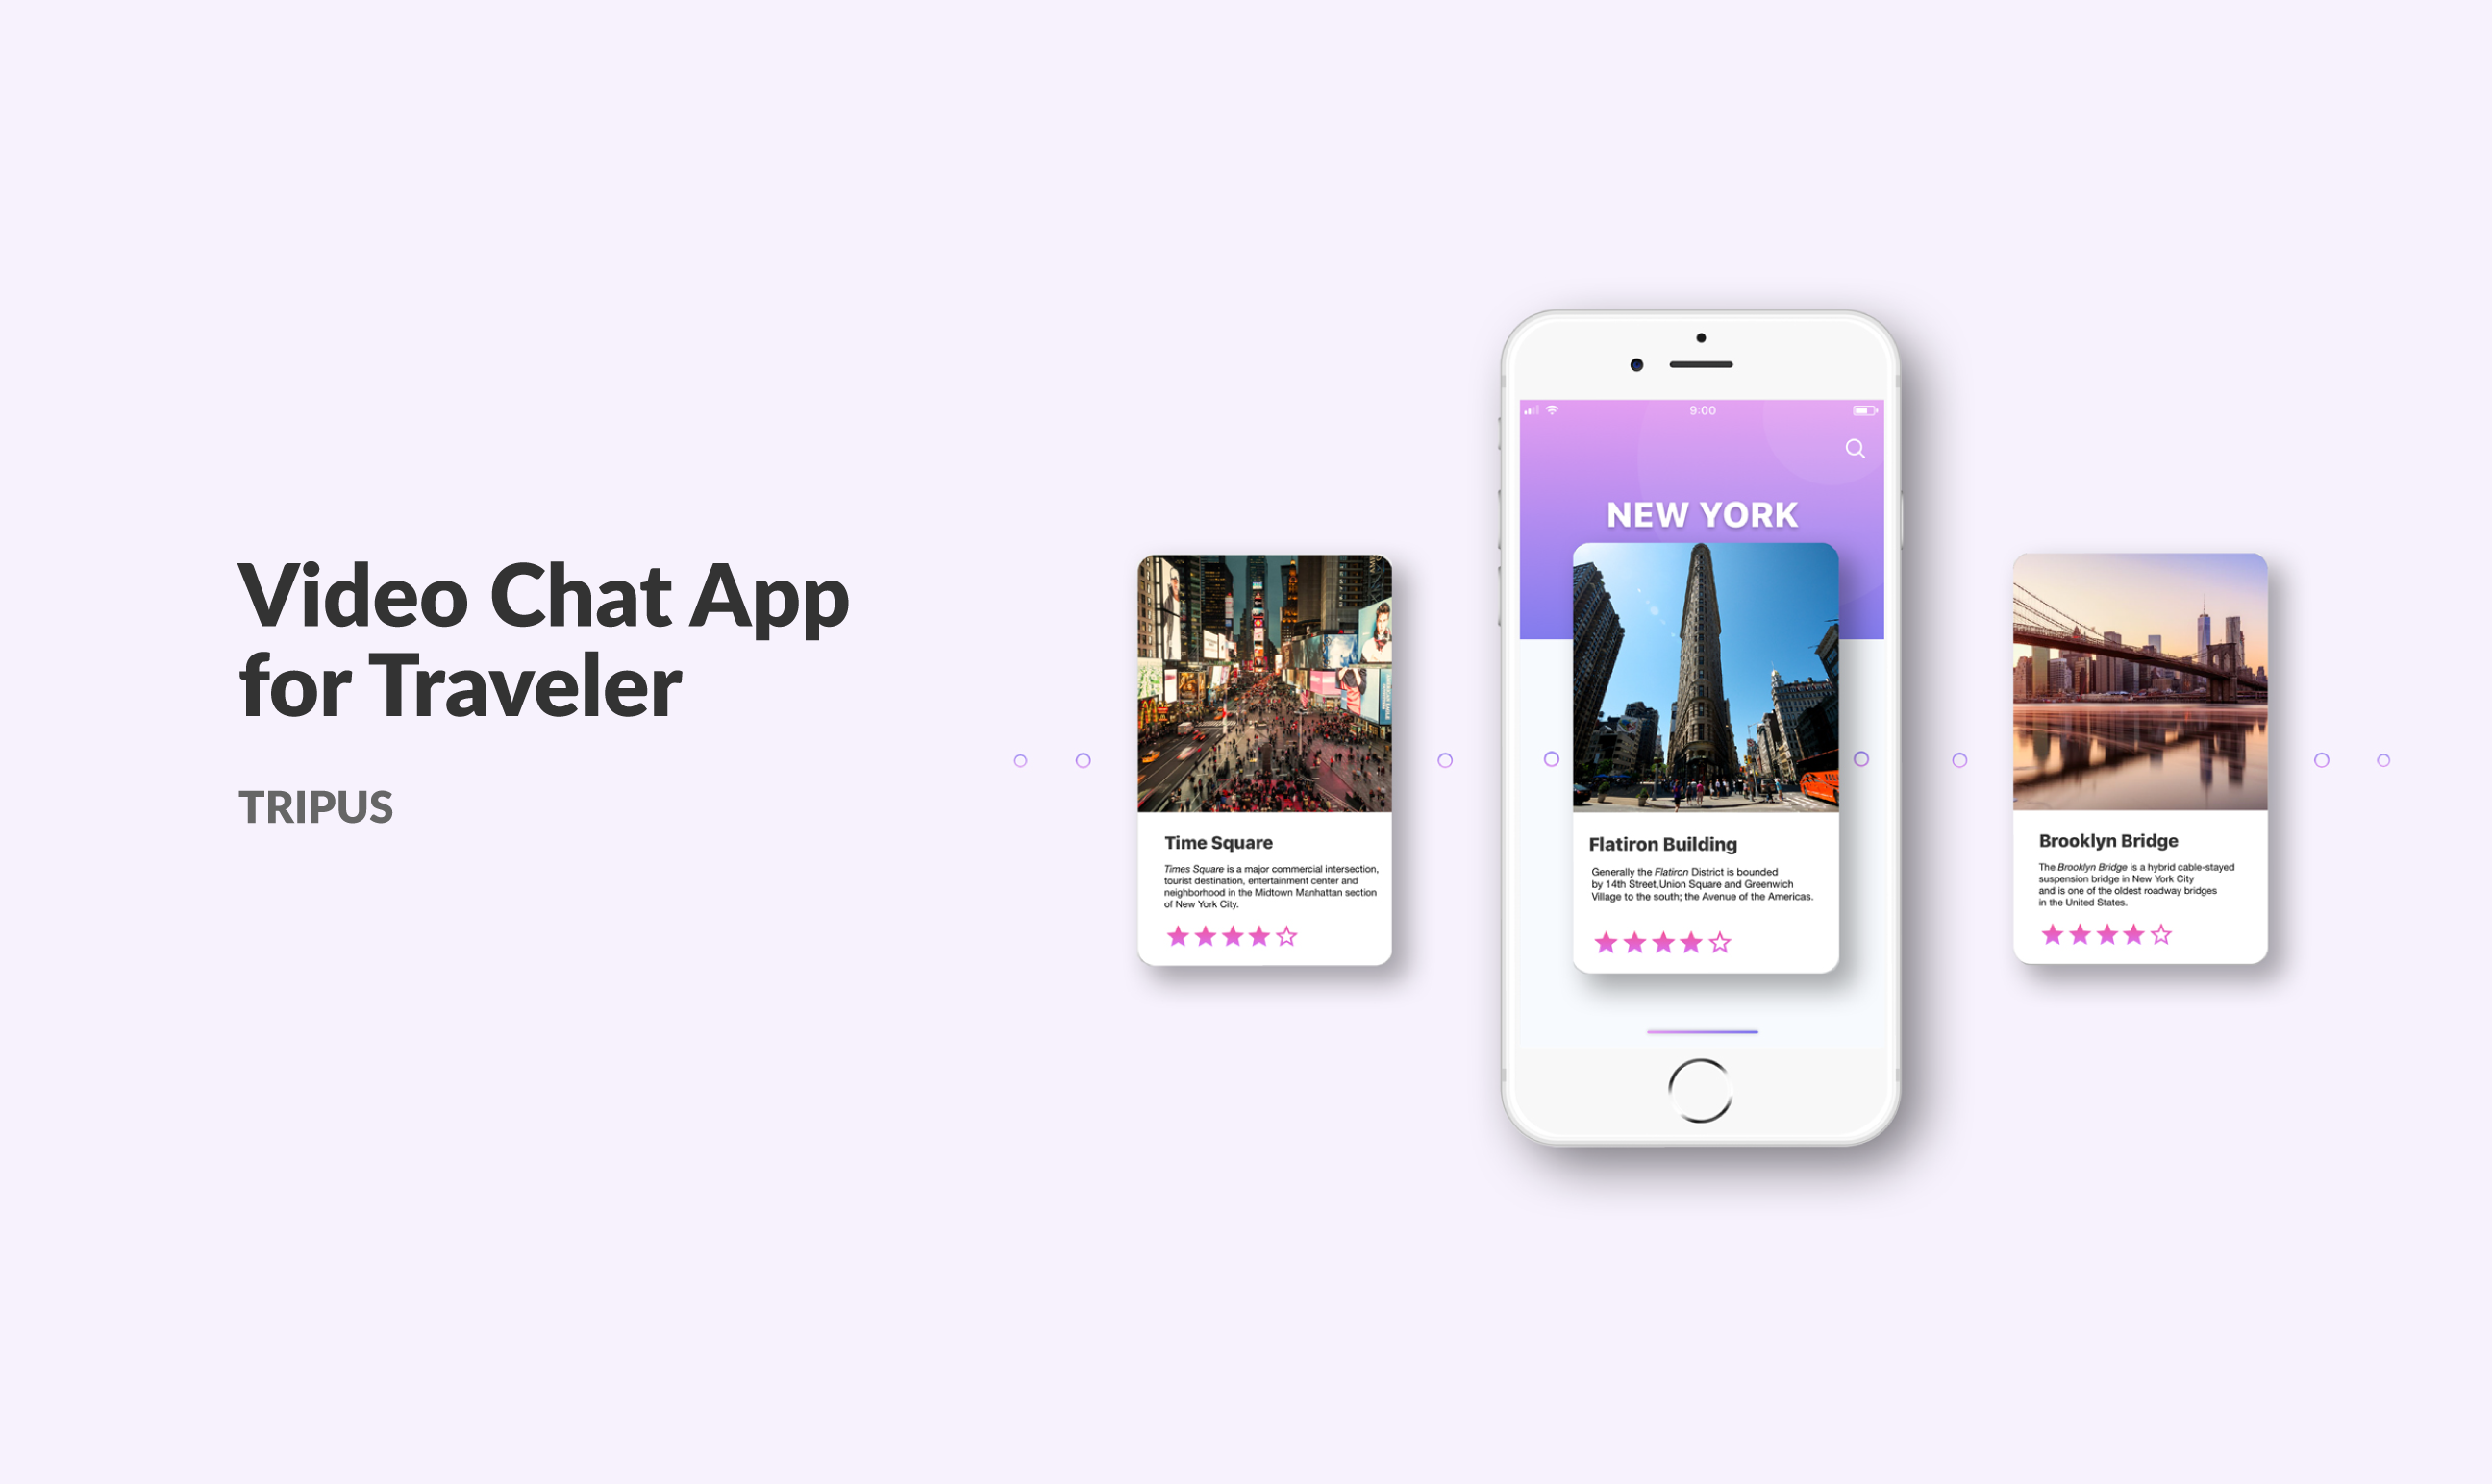 Video Chat App
for Traveler
TRIPUS
Time Square
Times Square is a major commercial intersection,
tourist destination, entertainment center and
neighborhood in the Midtown Manhattan section
of New York City.
9:00
NEW YORK
Flatiron Building
Generally the Flatiron District is bounded
by 14th Street,Union Square and Greenwich
Village to the south; the Avenue of the Americas.
Brooklyn Bridge
The Brooklyn Bridge is a hybrid cable-stayed
suspension bridge in New York City
and is one of the oldest roadway bridges
in the United States.